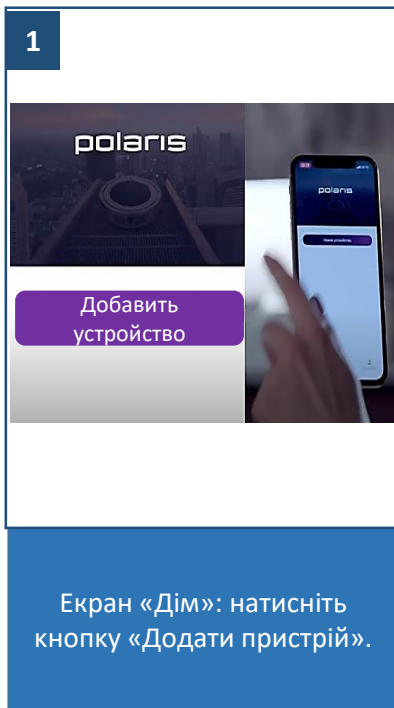 1
polaris
polaris
Добавить
устройство
Екран «Дім»: натисніть
кнопку «Додати пристрій».